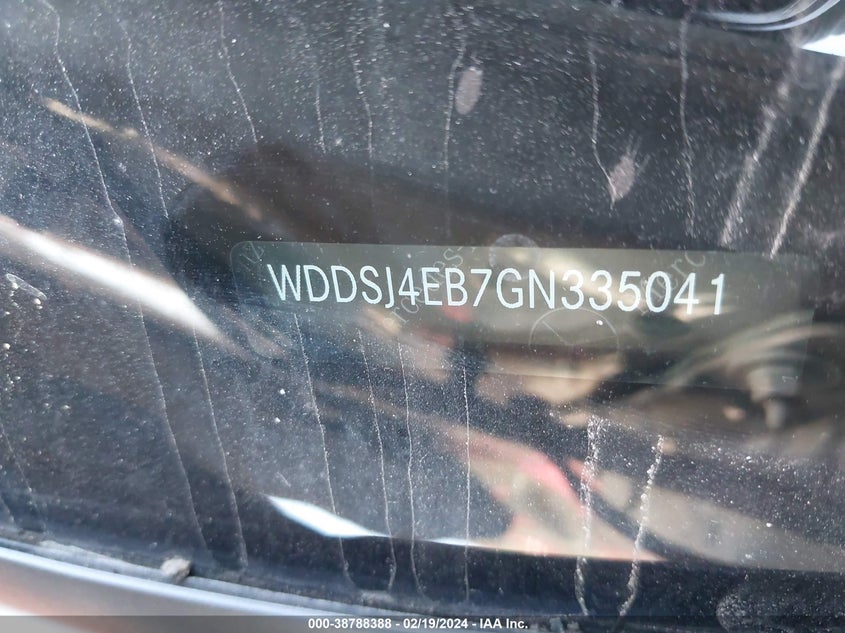 WDDSJ4EB7GN335041
000-38788388 — 02/19/2024 — IAA Inc.